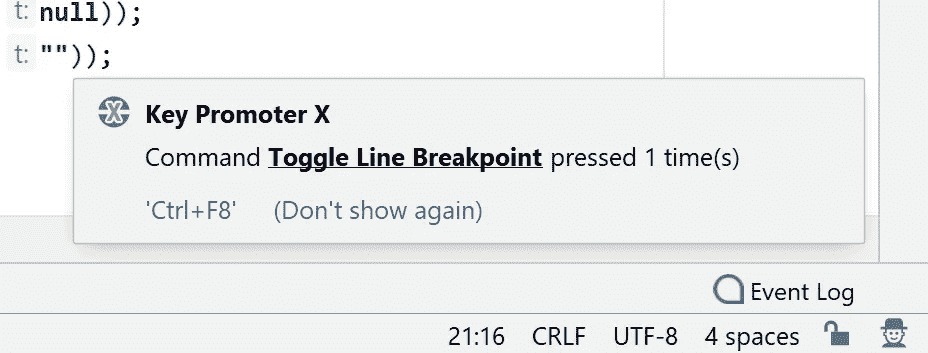 t: null));
t: ""));
Key Promoter X
Command Toggle Line Breakpoint pressed 1 time(s)
'Ctrl+F8' (Don't show again)
Event Log
21:16 CRLF UTF-8 4 spaces